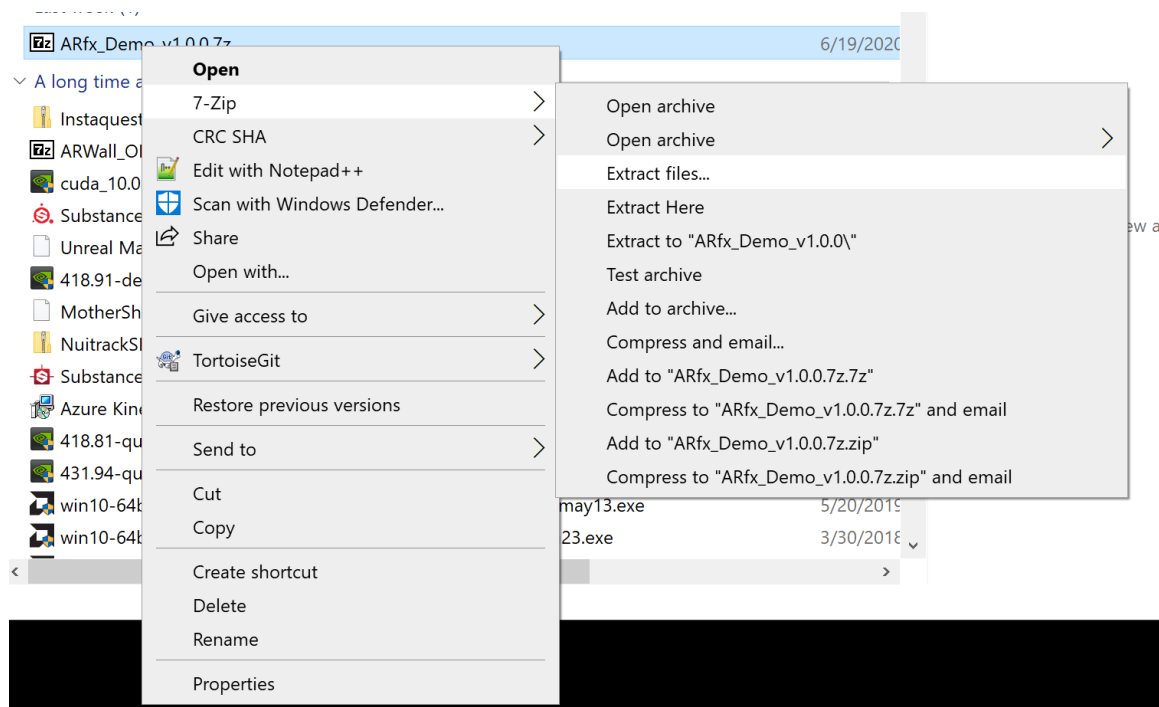 ARfx_Demo_v1.0.0.7z 6/19/2020
A long time a
Instaquest
ARWall_O
cuda_10.0
Substance
Unreal Ma
418.91-de
MotherSh
NuitrackS
Substance
Azure Kine
418.81-qu
431.94-qu
win10-64b may13.exe 5/20/2019
win10-64b 23.exe 3/30/2018
Open
7-Zip
CRC SHA
Edit with Notepad++
Scan with Windows Defender...
Share
Open with...
Give access to
TortoiseGit
Restore previous versions
Send to
Cut
Copy
Create shortcut
Delete
Rename
Properties
Open archive
Open archive
Extract files...
Extract Here
Extract to "ARfx_Demo_v1.0.0\"
Test archive
Add to archive...
Compress and email...
Add to "ARfx_Demo_v1.0.0.7z.7z"
Compress to "ARfx_Demo_v1.0.0.7z.7z" and email
Add to "ARfx_Demo_v1.0.0.7z.zip"
Compress to "ARfx_Demo_v1.0.0.7z.zip" and email
ew a